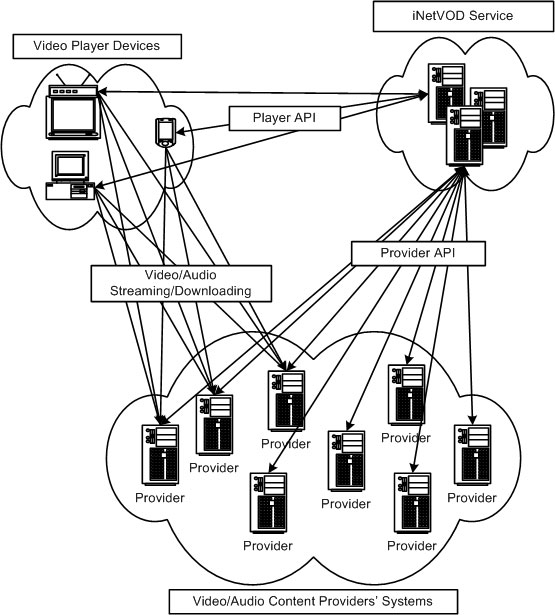 iNetVOD Service
Video Player Devices
Player API
Provider API
Video/Audio
Streaming/Downloading
Provider
Provider
Provider
Provider
Provider
Provider
Provider
Provider
Video/Audio Content Providers' Systems